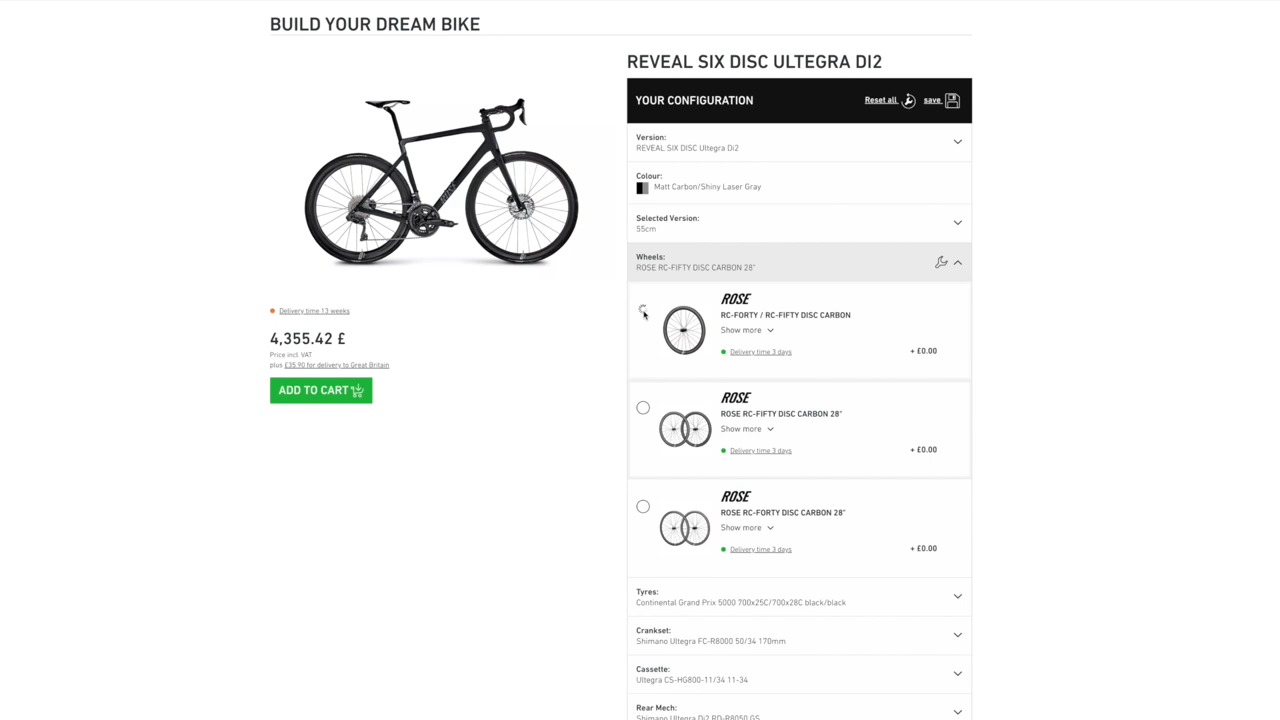 BUILD YOUR DREAM BIKE
REVEAL SIX DISC ULTEGRA DI2
YOUR CONFIGURATION
Reset all
save
Version:
REVEAL SIX DISC Ultegra Di2
Colour:
Matt Carbon/Shiny Laser Gray
Selected Version:
55cm
Wheels:
ROSE RC-FIFTY DISC CARBON 28"
ROSE
RC-FORTY / RC-FIFTY DISC CARBON
Show more
Delivery time 3 days
+ £0.00
ROSE
ROSE RC-FIFTY DISC CARBON 28"
Show more
Delivery time 3 days
+ £0.00
ROSE
ROSE RC-FORTY DISC CARBON 28"
Show more
Delivery time 3 days
+ £0.00
Tyres:
Continental Grand Prix 5000 700x25C/700x28C black/black
Crankset:
Shimano Ultegra FC-R8000 50/34 170mm
Cassette:
Ultegra CS-HG800-11/34 11-34
Rear Mech:
Shimano Ultegra Di2 RD-R8050 GS
Delivery time 13 weeks
4,355.42 £
Price incl. VAT
plus £35.90 for delivery to Great Britain
ADD TO CART